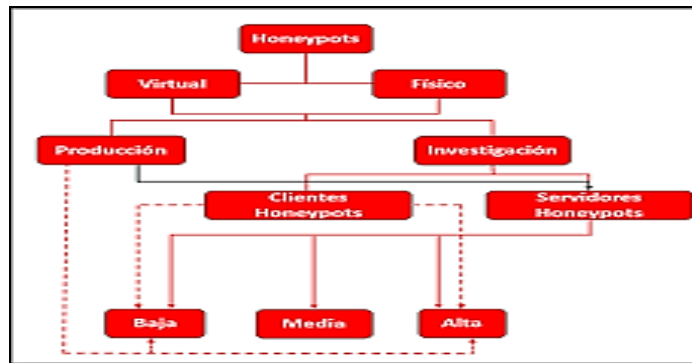 Honeypots
Virtual
Físico
Producción
Investigación
Clientes
Honeypots
Servidores
Honeypots
Baja
Media
Alta